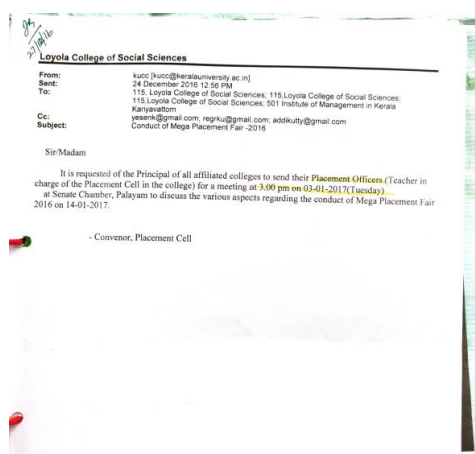 27/12/16
Loyola College of Social Sciences
From: kucc [kucc@keralauniversity.ac.in]
Sent: 24 December 2016 12:56 PM
To: 115, Loyola College of Social Sciences; 115,Loyola College of Social Sciences;
115,Loyola College of Social Sciences; 501 Institute of Management in Kerala
Kariyavattom
Cc: yesenk@gmail.com; regrku@gmail.com; addikutty@gmail.com
Subject: Conduct of Mega Placement Fair -2016
Sir/Madam
It is requested of the Principal of all affiliated colleges to send their Placement Officers (Teacher in
charge of the Placement Cell in the college) for a meeting at 3.00 pm on 03-01-2017(Tuesday)
at Senate Chamber, Palayam to discuss the various aspects regarding the conduct of Mega Placement Fair
2016 on 14-01-2017.
- Convenor, Placement Cell